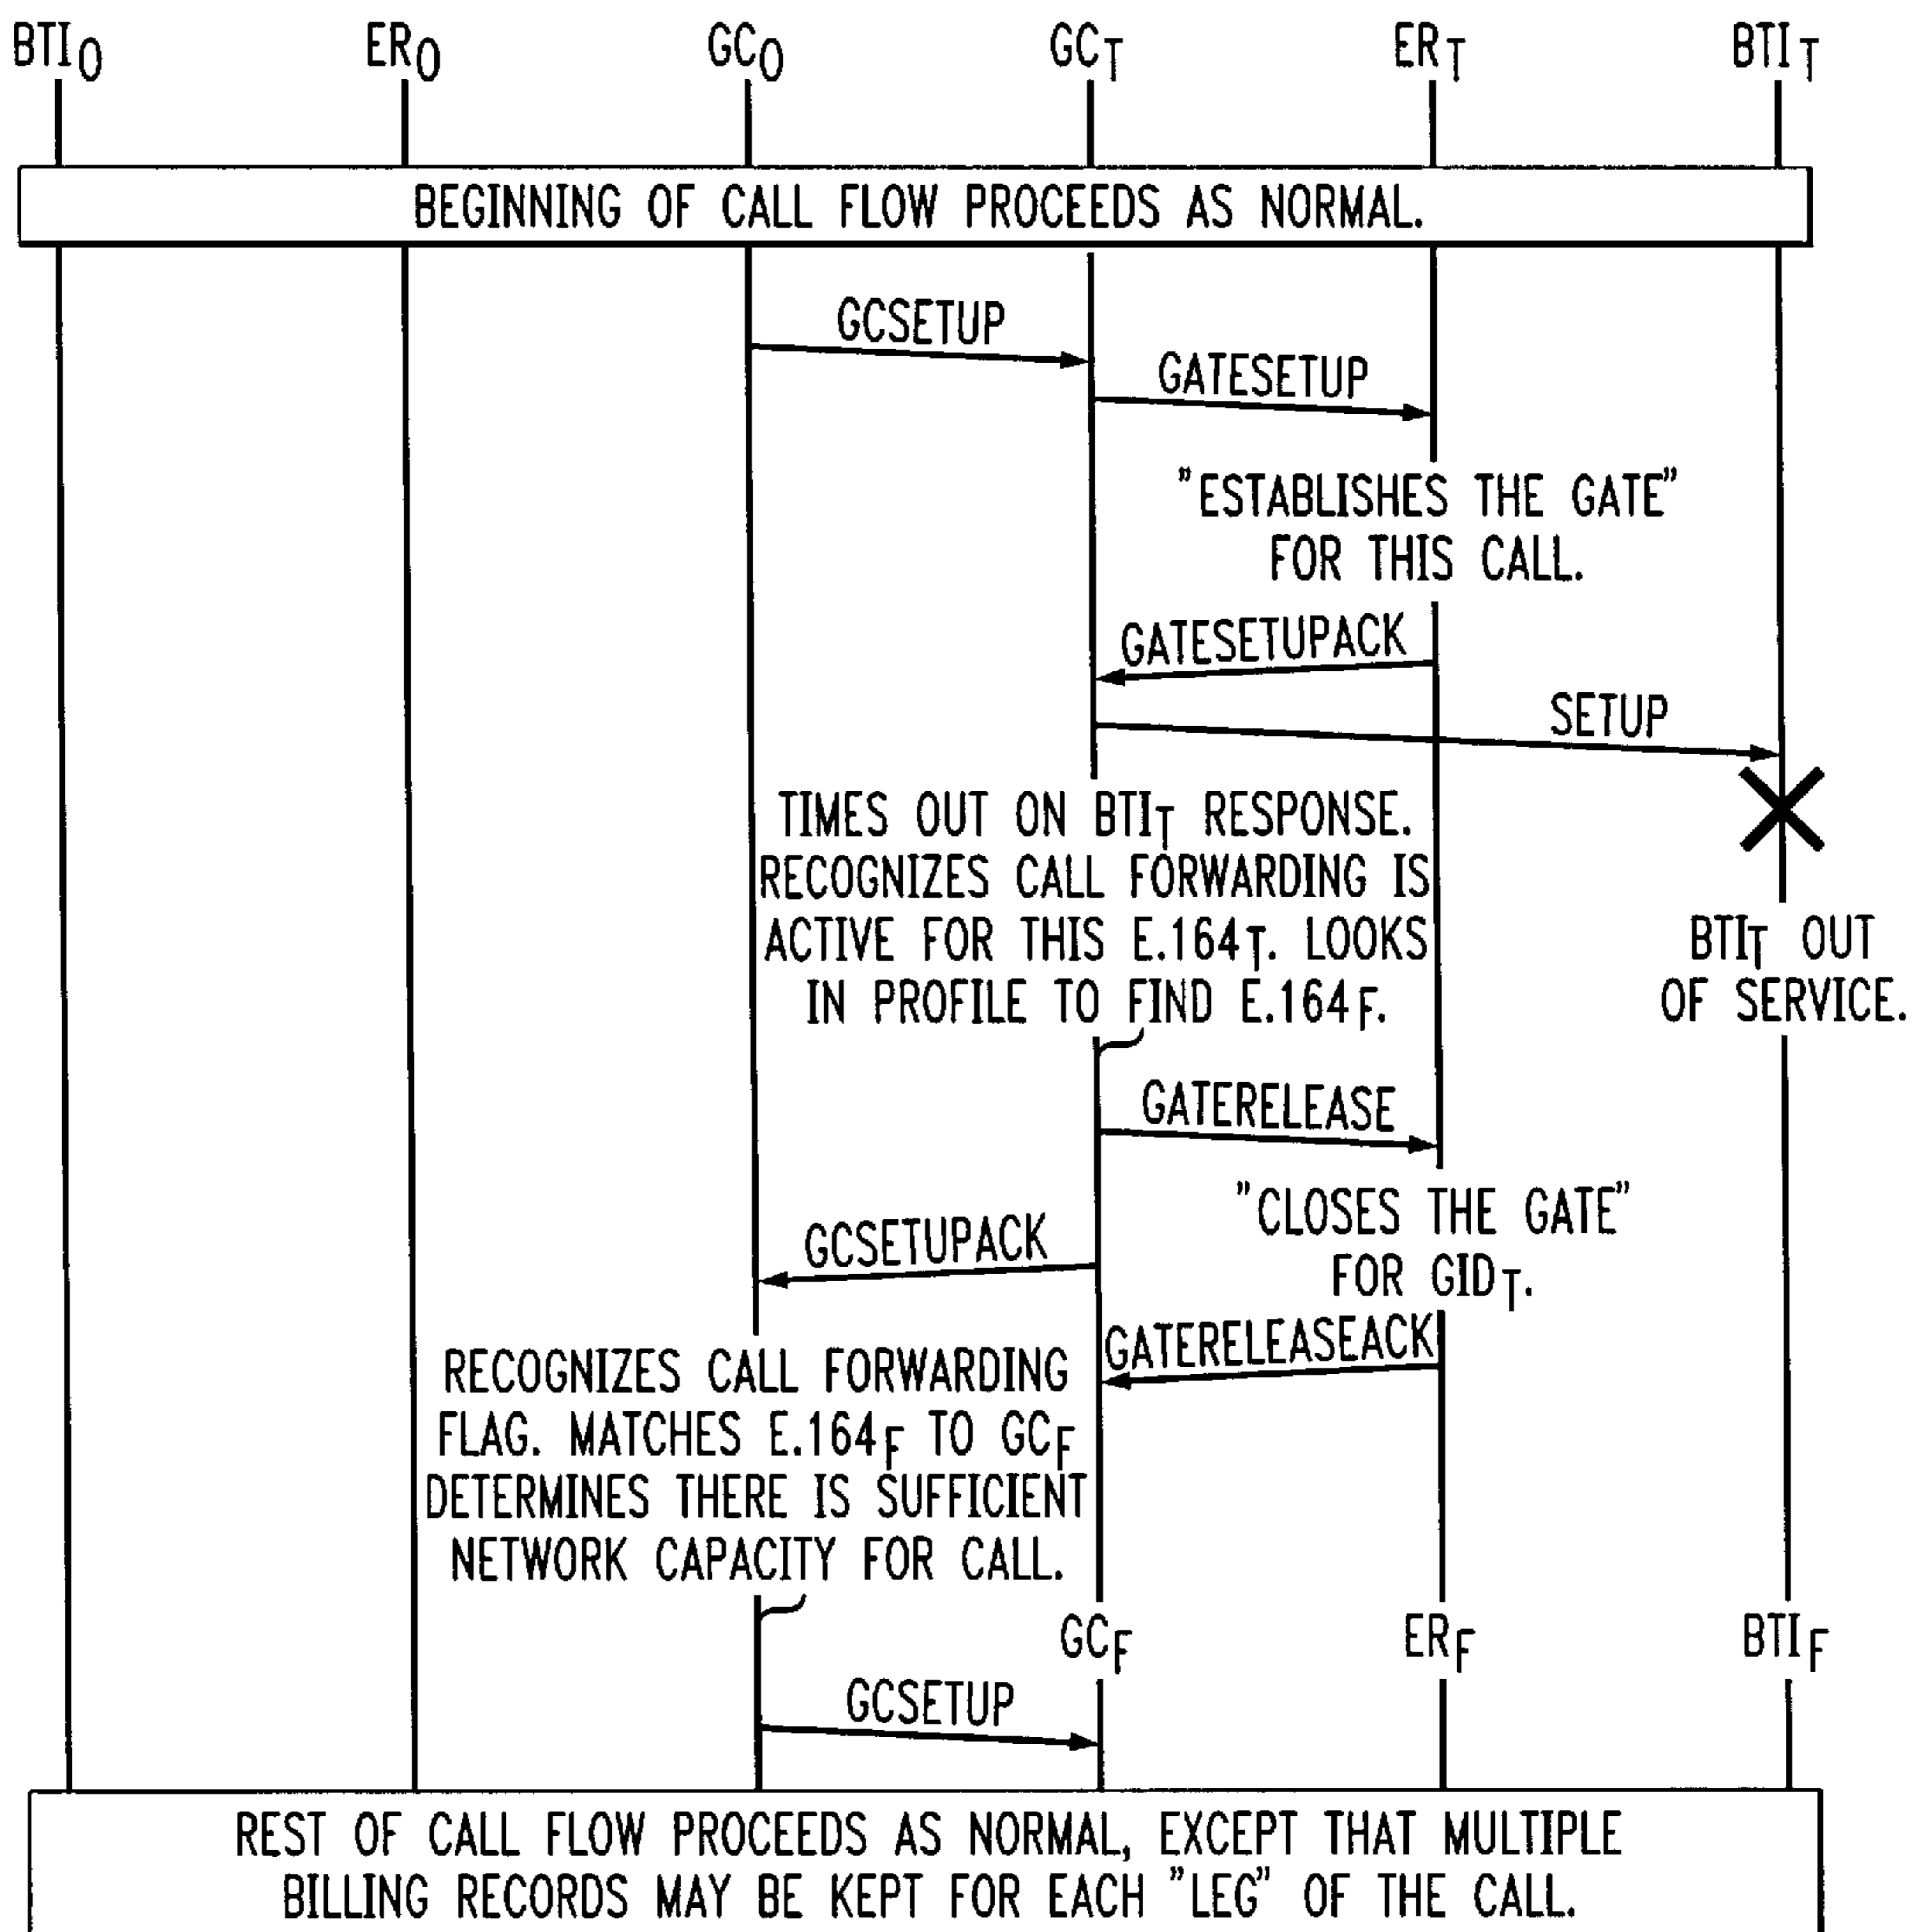 BTIO ERO GCO GCT ERT BTIT
BEGINNING OF CALL FLOW PROCEEDS AS NORMAL.
GCSETUP
GATESETUP
"ESTABLISHES THE GATE"
FOR THIS CALL.
GATESETUPACK
SETUP
TIMES OUT ON BTIT RESPONSE.
RECOGNIZES CALL FORWARDING IS
ACTIVE FOR THIS E.164T. LOOKS
IN PROFILE TO FIND E.164F.
BTIT OUT
OF SERVICE.
GATERELEASE
"CLOSES THE GATE"
FOR GIDT.
GCSETUPACK
GATERELEASEACK
RECOGNIZES CALL FORWARDING
FLAG. MATCHES E.164F TO GCF
DETERMINES THERE IS SUFFICIENT
NETWORK CAPACITY FOR CALL.
GCF ERF BTIF
GCSETUP
REST OF CALL FLOW PROCEEDS AS NORMAL, EXCEPT THAT MULTIPLE
BILLING RECORDS MAY BE KEPT FOR EACH "LEG" OF THE CALL.